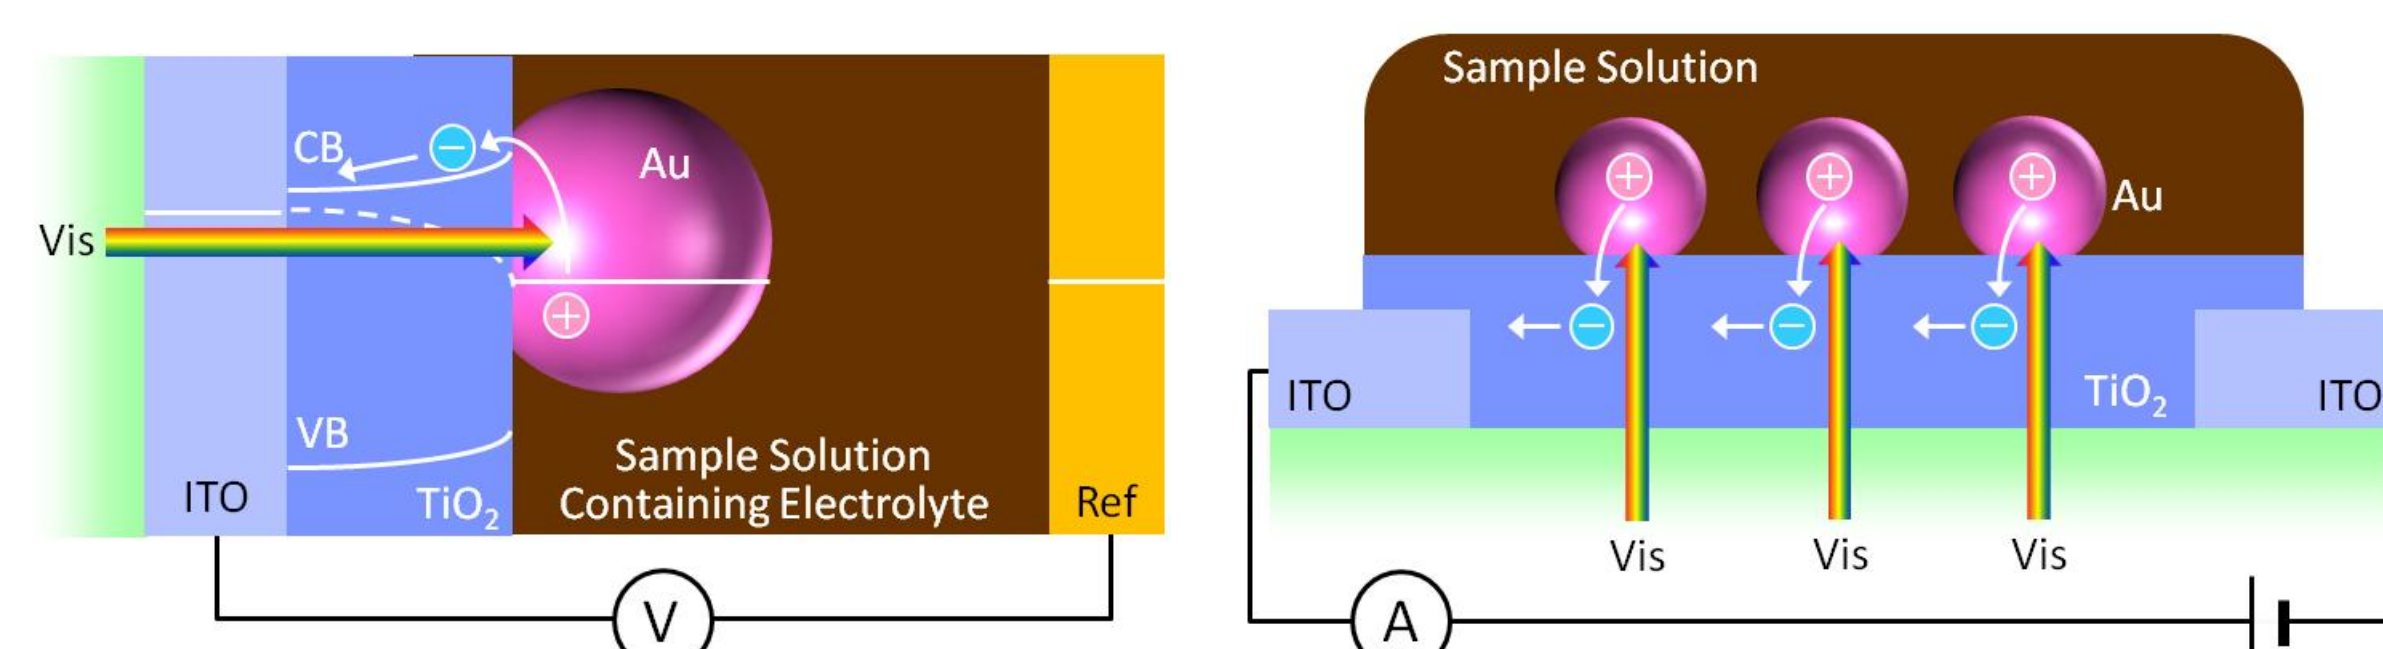 CB
Au
Vis
VB
ITO
TiO₂
Sample Solution
Containing Electrolyte
Ref
V
Sample Solution
Au
ITO
TiO₂
ITO
Vis
Vis
Vis
A